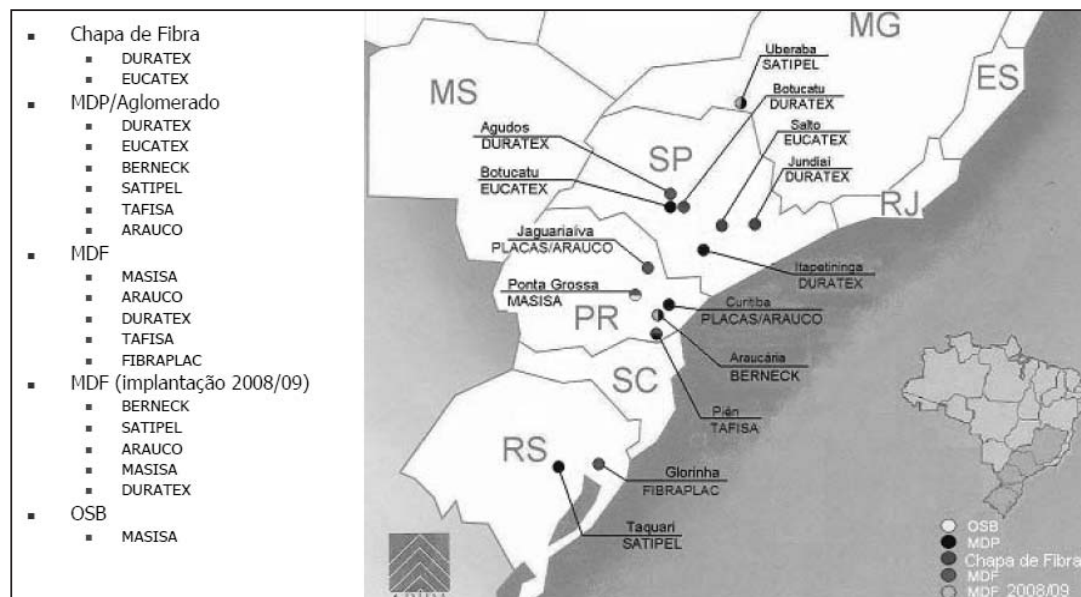 Chapa de Fibra
DURATEX
EUCATEX
MDP/Aglomerado
DURATEX
EUCATEX
BERNECK
SATIPEL
TAFISA
ARAUCO
MDF
MASISA
ARAUCO
DURATEX
TAFISA
FIBRAPLAC
MDF (implantação 2008/09)
BERNECK
SATIPEL
ARAUCO
MASISA
DURATEX
OSB
MASISA
MG
Uberaba
SATIPEL
ES
MS
Botucatu
DURATEX
Agudos
DURATEX
Salto
EUCATEX
SP
Jundiaí
DURATEX
Botucatu
EUCATEX
RJ
Jaguariaíva
PLACAS/ARAUCO
Itapetininga
DURATEX
Ponta Grossa
MASISA
Curitiba
PLACAS/ARAUCO
PR
Araucária
BERNECK
SC
Piên
TAFISA
RS
Glorinha
FIBRAPLAC
Taquari
SATIPEL
OSB
MDP
Chapa de Fibra
MDF
MDF 2008/09